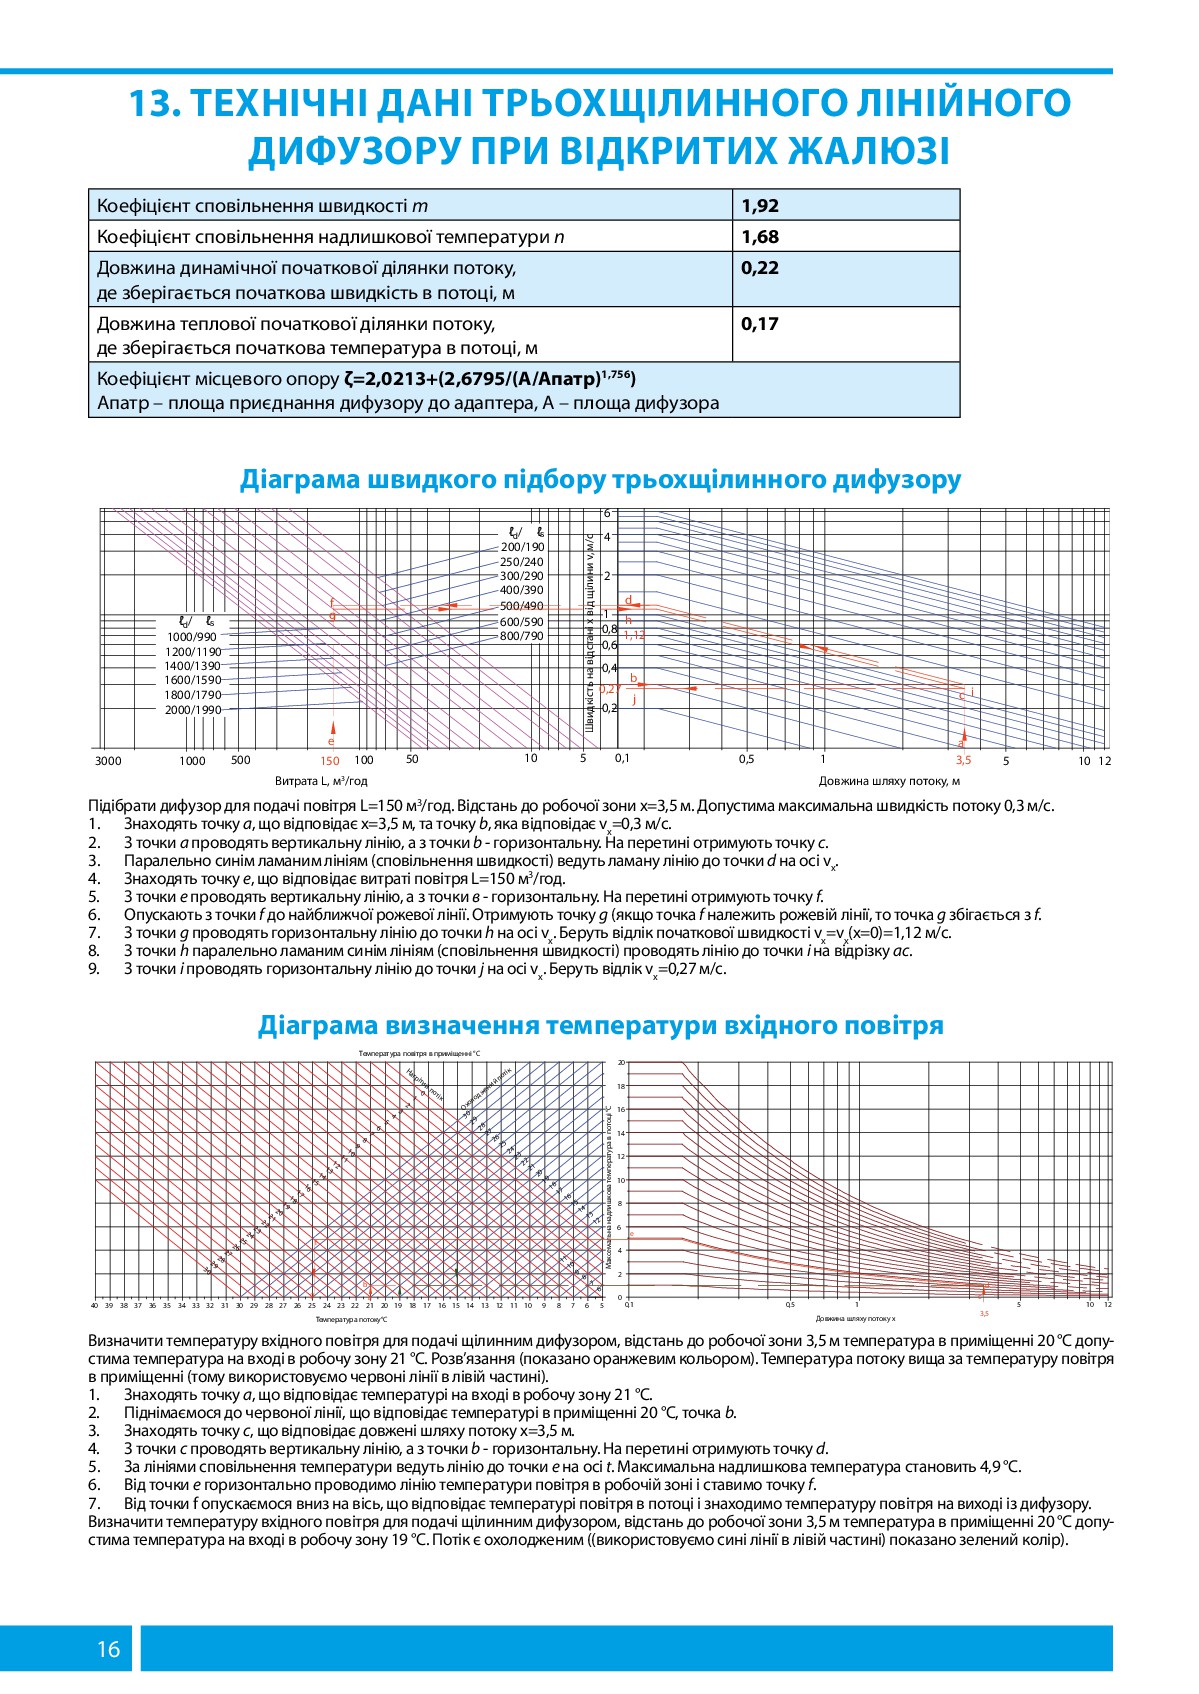 13. ТЕХНІЧНІ ДАНІ ТРЬОХЩІЛИННОГО ЛІНІЙНОГО
ДИФУЗОРУ ПРИ ВІДКРИТИХ ЖАЛЮЗІ
Коефіцієнт сповільнення швидкості m 1,92
Коефіцієнт сповільнення надлишкової температури n 1,68
Довжина динамічної початкової ділянки потоку, 0,22
де зберігається початкова швидкість в потоці, м
Довжина теплової початкової ділянки потоку, 0,17
де зберігається початкова температура в потоці, м
Коефіцієнт місцевого опору ζ=2,0213+(2,6795/(А/Апатр)1,756)
Апатр – площа приєднання дифузору до адаптера, А – площа дифузора
Діаграма швидкого підбору трьохщілинного дифузору
ℓd/ ℓs
200/190
250/240
300/290
400/390
500/490
600/590
800/790
ℓd/ ℓs
1000/990
1200/1190
1400/1390
1600/1590
1800/1790
2000/1990
f
g
e
Швидкість на відстані х від щілини v, м/с
6
4
2
1
0,8
0,6
0,4
0,2
d
h
1,12
b
0,27
j
c i
a
3000 1000 500 150 100 50 10 5 0,1 0,5 1 3,5 5 10 12
Витрата L, м³/год
Довжина шляху потоку, м
Підібрати дифузор для подачі повітря L=150 м³/год. Відстань до робочої зони x=3,5 м. Допустима максимальна швидкість потоку 0,3 м/с.
1. Знаходять точку a, що відповідає x=3,5 м, та точку b, яка відповідає vx=0,3 м/с.
2. З точки a проводять вертикальну лінію, а з точки b - горизонтальну. На перетині отримують точку c.
3. Паралельно синім ламаним лініям (сповільнення швидкості) ведуть ламану лінію до точки d на осі vx.
4. Знаходять точку e, що відповідає витраті повітря L=150 м³/год.
5. З точки e проводять вертикальну лінію, а з точки в - горизонтальну. На перетині отримують точку f.
6. Опускають з точки f до найближчої рожевої лінії. Отримують точку g (якщо точка f належить рожевій лінії, то точка g збігається з f.
7. З точки g проводять горизонтальну лінію до точки h на осі vx. Беруть відлік початкової швидкості vx=vx(x=0)=1,12 м/с.
8. З точки h паралельно ламаним синім лініям (сповільнення швидкості) проводять лінію до точки i на відрізку ac.
9. З точки i проводять горизонтальну лінію до точки j на осі vx. Беруть відлік vx=0,27 м/с.
Діаграма визначення температури вхідного повітря
Температура повітря в приміщенні °С
Нагрітий потік
Охолоджений потік
Максимальна надлишкова температура в потоці °С
20
18
16
14
12
10
8
6
4
2
0
40 39 38 37 36 35 34 33 32 31 30 29 28 27 26 25 24 23 22 21 20 19 18 17 16 15 14 13 12 11 10 9 8 7 6 5
0,1 0,5 1 5 10 12
3,5
Температура потоку°С
Довжина шляху потоку х
Визначити температуру вхідного повітря для подачі щілинним дифузором, відстань до робочої зони 3,5 м температура в приміщенні 20 °С допу-
стима температура на вході в робочу зону 21 °С. Розв’язання (показано оранжевим кольором). Температура потоку вища за температуру повітря
в приміщенні (тому використовуємо червоні лінії в лівій частині).
1. Знаходять точку a, що відповідає температурі на вході в робочу зону 21 °С.
2. Піднімаємося до червоної лінії, що відповідає температурі в приміщенні 20 °С, точка b.
3. Знаходять точку c, що відповідає довжені шляху потоку x=3,5 м.
4. З точки c проводять вертикальну лінію, а з точки b - горизонтальну. На перетині отримують точку d.
5. За лініями сповільнення температури ведуть лінію до точки e на осі t. Максимальна надлишкова температура становить 4,9 °С.
6. Від точки e горизонтально проводимо лінію температури повітря в робочій зоні і ставимо точку f.
7. Від точки f опускаємося вниз на вісь, що відповідає температурі повітря в потоці і знаходимо температуру повітря на виході із дифузору.
Визначити температуру вхідного повітря для подачі щілинним дифузором, відстань до робочої зони 3,5 м температура в приміщенні 20 °С допу-
стима температура на вході в робочу зону 19 °С. Потік є охолодженим ((використовуємо сині лінії в лівій частині) показано зелений колір).
16